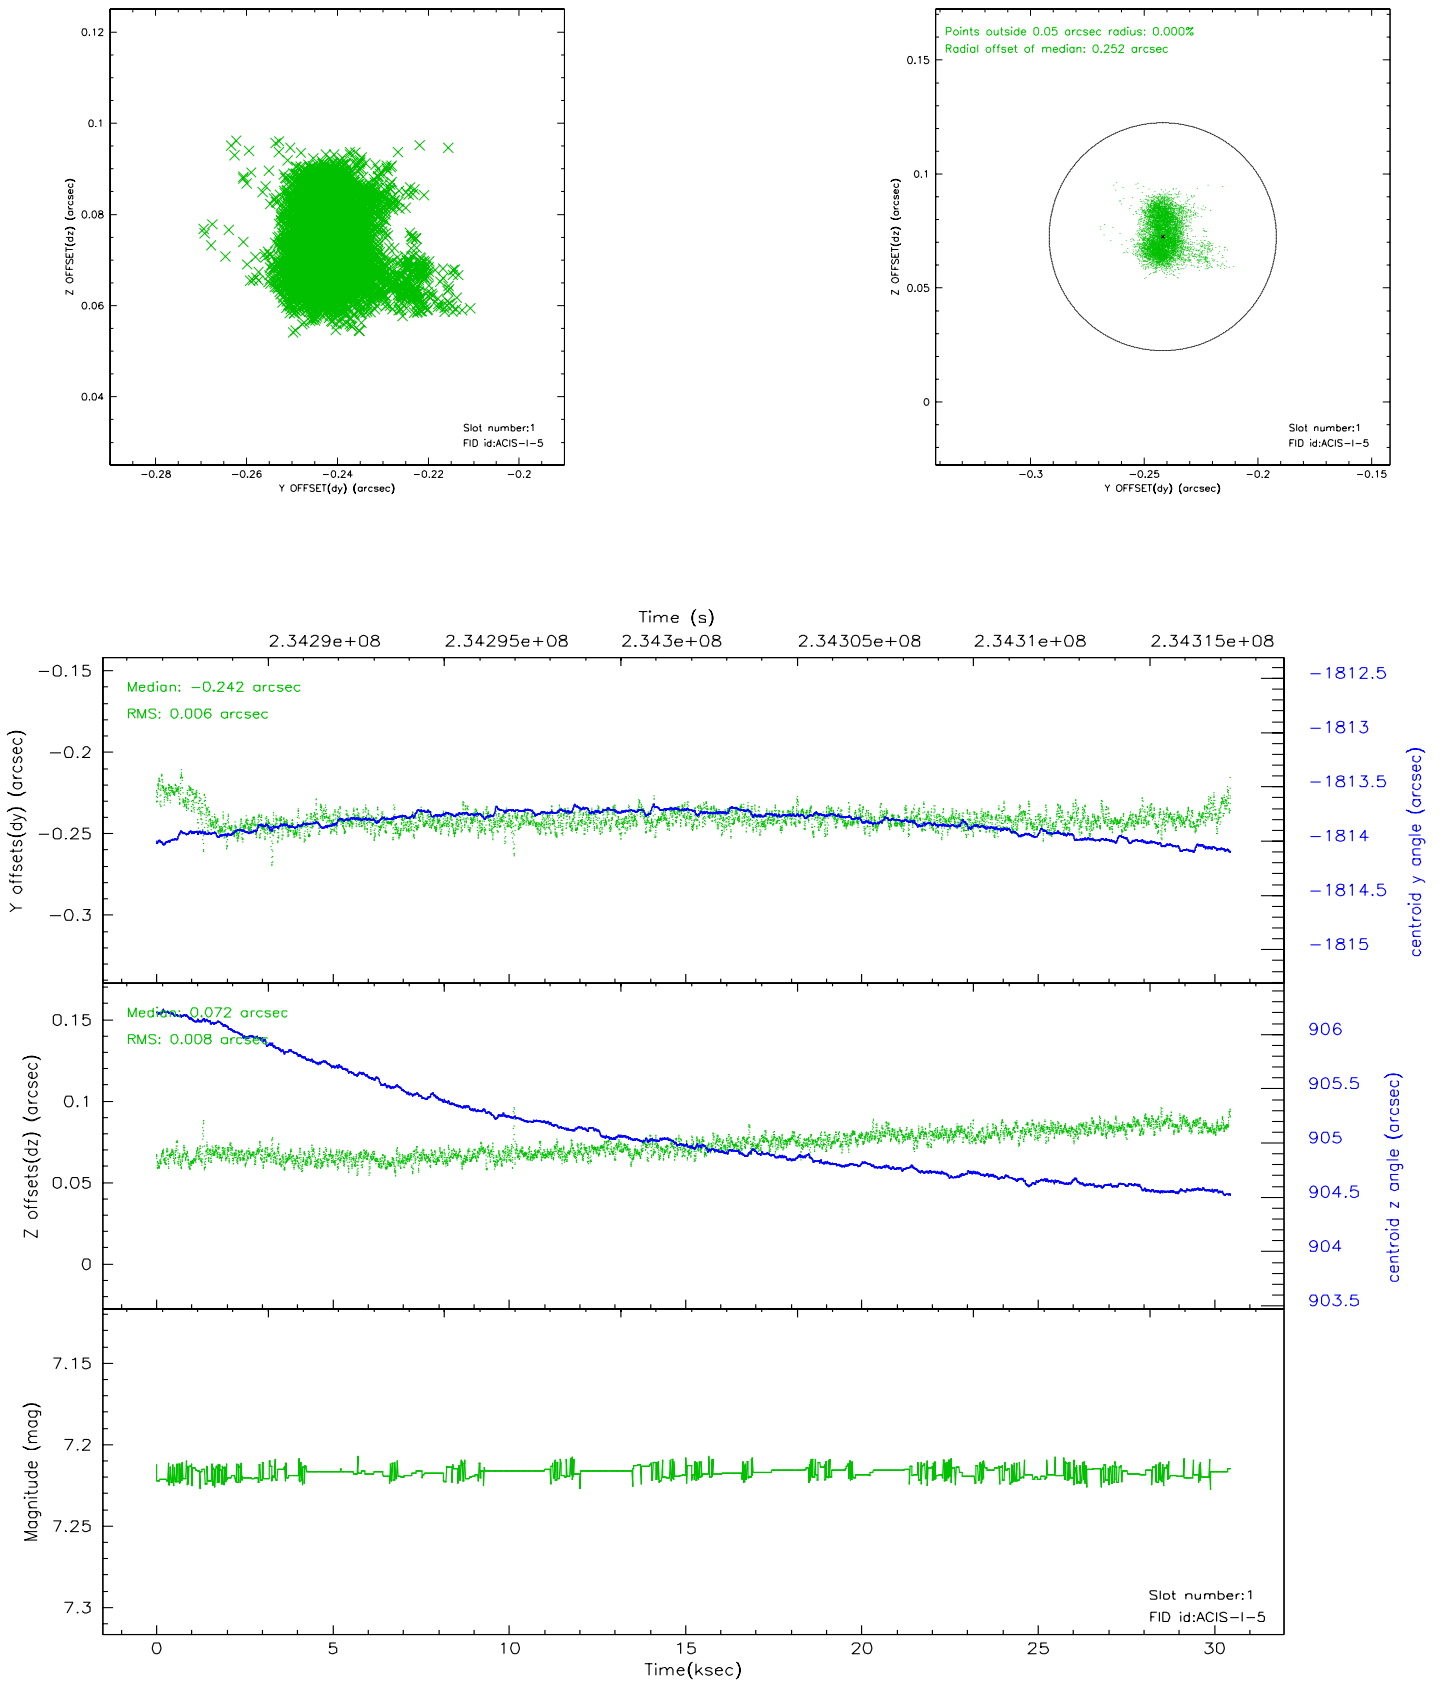 0.12
0.1
0.08
0.06
0.04
Z OFFSET(dz) (arcsec)
Slot number:1
FID id:ACIS-I-5
-0.28 -0.26 -0.24 -0.22 -0.2
Y OFFSET(dy) (arcsec)
Points outside 0.05 arcsec radius: 0.000%
Radial offset of median: 0.252 arcsec
0.15
0.1
0.05
0
Z OFFSET(dz) (arcsec)
Slot number:1
FID id:ACIS-I-5
-0.3 -0.25 -0.2 -0.15
Y OFFSET(dy) (arcsec)
Time (s)
2.3429e+08 2.34295e+08 2.343e+08 2.34305e+08 2.3431e+08 2.34315e+08
Median: -0.242 arcsec
RMS: 0.006 arcsec
-0.15
-0.2
-0.25
-0.3
Y offsets(dy) (arcsec)
-1812.5
-1813
-1813.5
-1814
-1814.5
-1815
centroid y angle (arcsec)
Median: 0.072 arcsec
RMS: 0.008 arcsec
0.15
0.1
0.05
0
Z offsets(dz) (arcsec)
906
905.5
905
904.5
904
903.5
centroid z angle (arcsec)
7.15
7.2
7.25
7.3
Magnitude (mag)
Slot number:1
FID id:ACIS-I-5
0 5 10 15 20 25 30
Time(ksec)